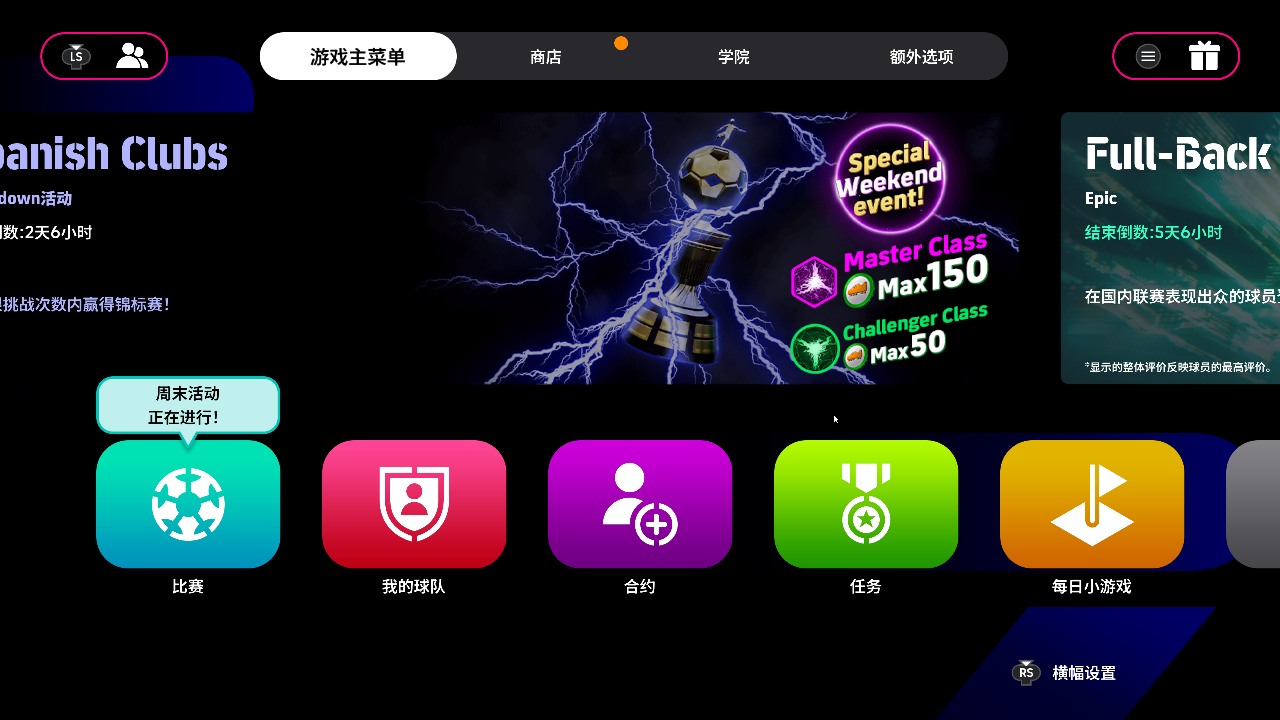 LS
游戏主菜单
商店
学院
额外选项
panish Clubs
down活动
数:2天6小时
挑战次数内赢得锦标赛!
Special
Weekend
event!
Master Class
Max150
Challenger Class
Max50
Full-Back
Epic
结束倒数:5天6小时
在国内联赛表现出众的球员
*显示的整体评价反映球员的最高评价。
周末活动
正在进行!
比赛
我的球队
合约
任务
每日小游戏
RS
横幅设置